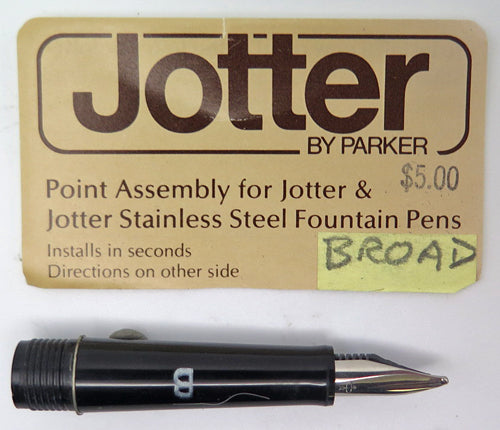 Jotter
BY PARKER
$5.00
Point Assembly for Jotter &
Jotter Stainless Steel Fountain Pens
Installs in seconds
Directions on other side
BROAD
B